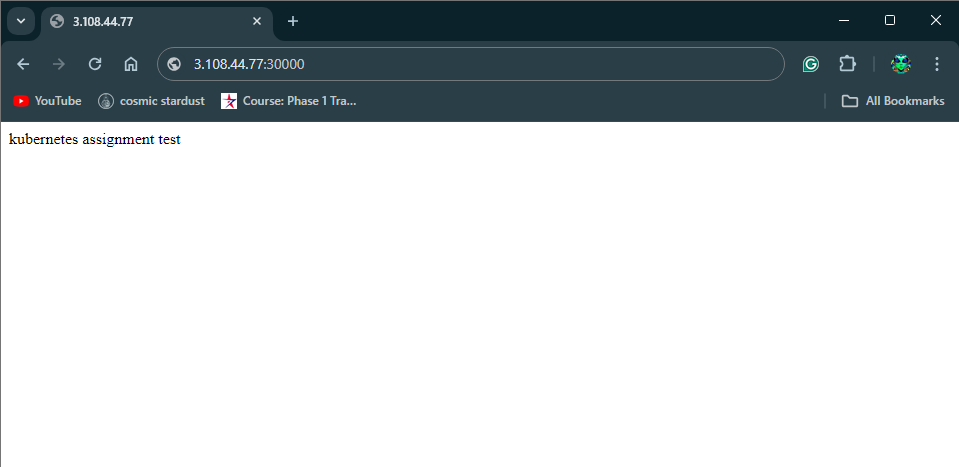 3.108.44.77
3.108.44.77:30000
YouTube cosmic stardust Course: Phase 1 Tra... All Bookmarks
kubernetes assignment test